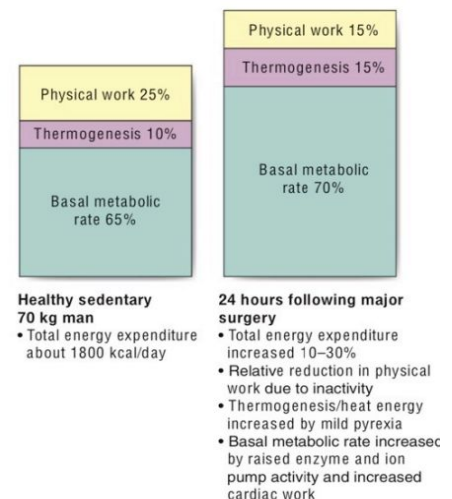 Physical work 25%
Thermogenesis 10%
Basal metabolic
rate 65%
Healthy sedentary
70 kg man
• Total energy expenditure
about 1800 kcal/day
Physical work 15%
Thermogenesis 15%
Basal metabolic
rate 70%
24 hours following major
surgery
• Total energy expenditure
increased 10–30%
• Relative reduction in physical
work due to inactivity
• Thermogenesis/heat energy
increased by mild pyrexia
• Basal metabolic rate increased
by raised enzyme and ion
pump activity and increased
cardiac work